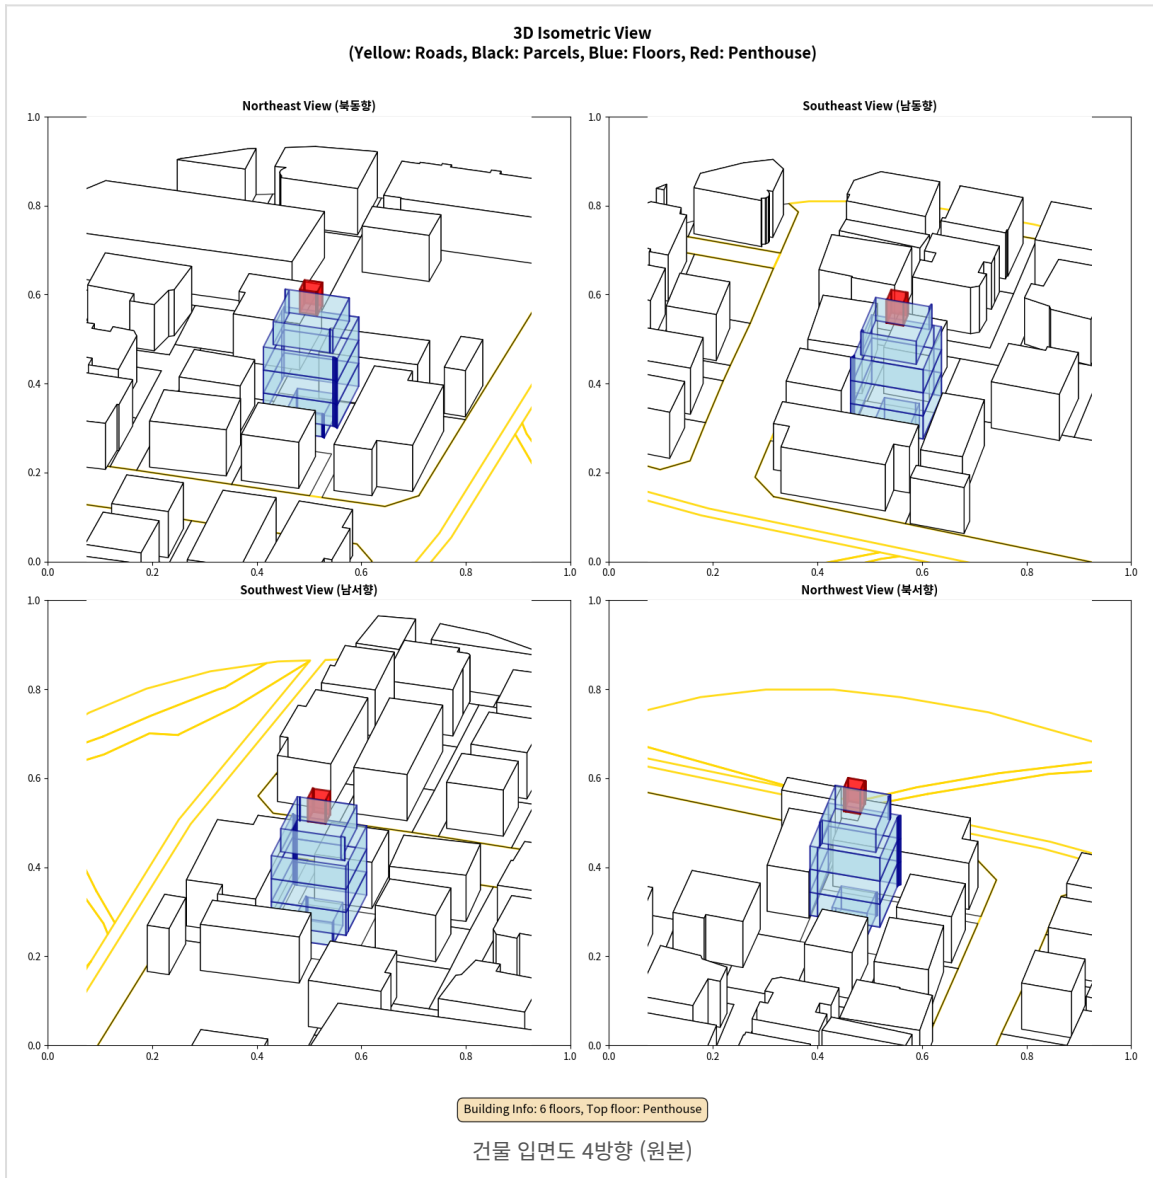 3D Isometric View
(Yellow: Roads, Black: Parcels, Blue: Floors, Red: Penthouse)
Northeast View (북동향)
1.0
0.8
0.6
0.4
0.2
0.0
0.0 0.2 0.4 0.6 0.8 1.0
Southeast View (남동향)
1.0
0.8
0.6
0.4
0.2
0.0
0.0 0.2 0.4 0.6 0.8 1.0
Southwest View (남서향)
1.0
0.8
0.6
0.4
0.2
0.0
0.0 0.2 0.4 0.6 0.8 1.0
Northwest View (북서향)
1.0
0.8
0.6
0.4
0.2
0.0
0.0 0.2 0.4 0.6 0.8 1.0
Building Info: 6 floors, Top floor: Penthouse
건물 입면도 4방향 (원본)